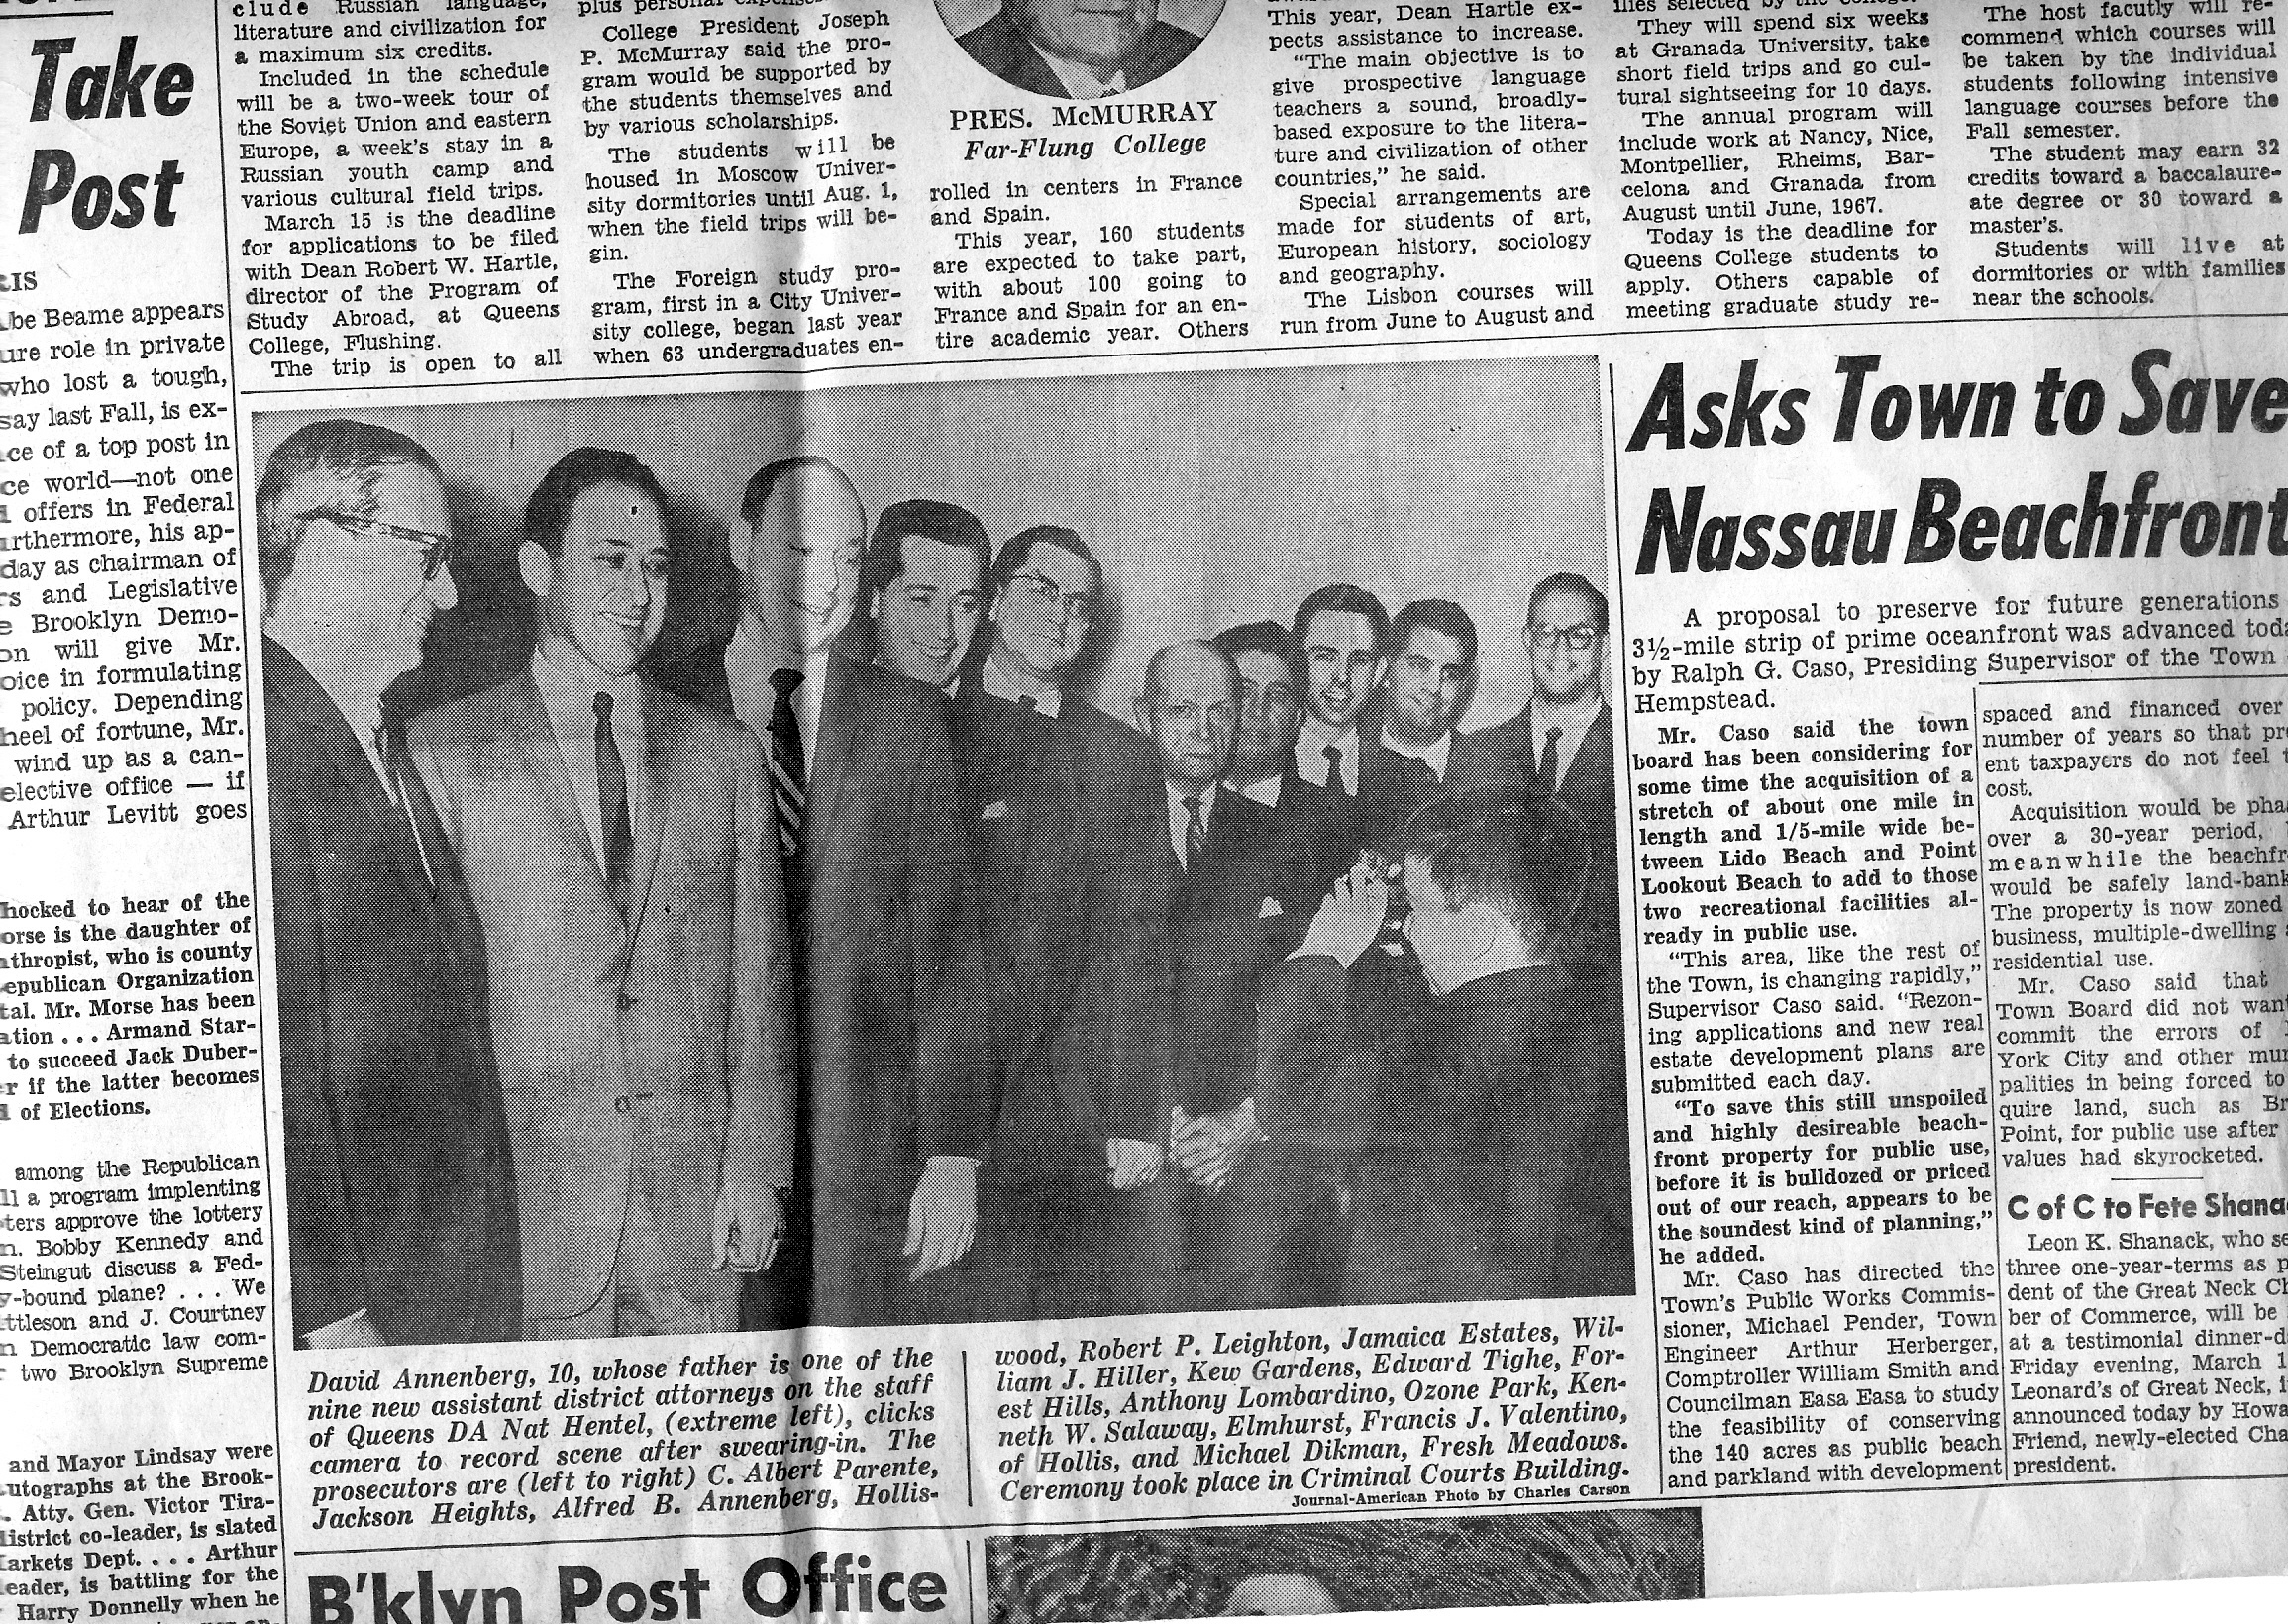 Take
Post
be Beame appears
ure role in private
who lost a tough,
say last Fall, is ex-
ce of a top post in
ce world—not one
offers in Federal
urthermore, his ap-
day as chairman of
rs and Legislative
e Brooklyn Demo-
on will give Mr.
oice in formulating
policy. Depending
heel of fortune, Mr.
wind up as a can-
elective office — if
Arthur Levitt goes
hocked to hear of the
orse is the daughter of
nthropist, who is county
epublican Organization
tal. Mr. Morse has been
ation . . . Armand Star-
to succeed Jack Duber-
r if the latter becomes
d of Elections.
among the Republican
ll a program implenting
ters approve the lottery
n. Bobby Kennedy and
Steingut discuss a Fed-
y-bound plane? . . . We
ttleson and J. Courtney
n Democratic law com-
r two Brooklyn Supreme
and Mayor Lindsay were
utographs at the Brook-
. Atty. Gen. Victor Tira-
district co-leader, is slated
arkets Dept. . . . Arthur
leader, is battling for the
Harry Donnelly when he
clude Russian language,
literature and civilization for
a maximum six credits.
Included in the schedule
will be a two-week tour of
the Soviet Union and eastern
Europe, a week's stay in a
Russian youth camp and
various cultural field trips.
March 15 is the deadline
for applications to be filed
with Dean Robert W. Hartle,
director of the Program of
Study Abroad, at Queens
College, Flushing.
The trip is open to all
plus personal expenses.
College President Joseph
P. McMurray said the pro-
gram would be supported by
the students themselves and
by various scholarships.
The students will be
housed in Moscow Univer-
sity dormitories until Aug. 1,
when the field trips will be-
gin.
The Foreign study pro-
gram, first in a City Univer-
sity college, began last year
when 63 undergraduates en-
PRES. McMURRAY
Far-Flung College
rolled in centers in France
and Spain.
This year, 160 students
are expected to take part,
with about 100 going to
France and Spain for an en-
tire academic year. Others
This year, Dean Hartle ex-
pects assistance to increase.
"The main objective is to
give prospective language
teachers a sound, broadly-
based exposure to the litera-
ture and civilization of other
countries," he said.
Special arrangements are
made for students of art,
European history, sociology
and geography.
The Lisbon courses will
run from June to August and
ilies selected by the college.
They will spend six weeks
at Granada University, take
short field trips and go cul-
tural sightseeing for 10 days.
The annual program will
include work at Nancy, Nice,
Montpellier, Rheims, Bar-
celona and Granada from
August until June, 1967.
Today is the deadline for
Queens College students to
apply. Others capable of
meeting graduate study re-
The host facutly will re-
commend which courses will
be taken by the individual
students following intensive
language courses before the
Fall semester.
The student may earn 32
credits toward a baccalaure-
ate degree or 30 toward a
master's.
Students will live at
dormitories or with families
near the schools.
David Annenberg, 10, whose father is one of the
nine new assistant district attorneys on the staff
of Queens DA Nat Hentel, (extreme left), clicks
camera to record scene after swearing-in. The
prosecutors are (left to right) C. Albert Parente,
Jackson Heights, Alfred B. Annenberg, Hollis-
wood, Robert P. Leighton, Jamaica Estates, Wil-
liam J. Hiller, Kew Gardens, Edward Tighe, For-
est Hills, Anthony Lombardino, Ozone Park, Ken-
neth W. Salaway, Elmhurst, Francis J. Valentino,
of Hollis, and Michael Dikman, Fresh Meadows.
Ceremony took place in Criminal Courts Building.
Journal-American Photo by Charles Carson
Asks Town to Save
Nassau Beachfront
A proposal to preserve for future generations
3½-mile strip of prime oceanfront was advanced toda
by Ralph G. Caso, Presiding Supervisor of the Town
Hempstead.
Mr. Caso said the town
board has been considering for
some time the acquisition of a
stretch of about one mile in
length and 1/5-mile wide be-
tween Lido Beach and Point
Lookout Beach to add to those
two recreational facilities al-
ready in public use.
"This area, like the rest of
the Town, is changing rapidly,"
Supervisor Caso said. "Rezon-
ing applications and new real
estate development plans are
submitted each day.
"To save this still unspoiled
and highly desireable beach-
front property for public use,
before it is bulldozed or priced
out of our reach, appears to be
the soundest kind of planning,"
he added.
Mr. Caso has directed the
Town's Public Works Commis-
sioner, Michael Pender, Town
Engineer Arthur Herberger,
Comptroller William Smith and
Councilman Easa Easa to study
the feasibility of conserving
the 140 acres as public beach
and parkland with development
spaced and financed over
number of years so that pre
ent taxpayers do not feel t
cost.
Acquisition would be pha
over a 30-year period,
meanwhile the beachfr
would be safely land-bank
The property is now zoned
business, multiple-dwelling a
residential use.
Mr. Caso said that
Town Board did not want
commit the errors of
York City and other mun
palities in being forced to
quire land, such as Br
Point, for public use after
values had skyrocketed.
C of C to Fete Shana
Leon K. Shanack, who se
three one-year-terms as p
dent of the Great Neck Ch
ber of Commerce, will be
at a testimonial dinner-d
Friday evening, March 1
Leonard's of Great Neck, i
announced today by Howa
Friend, newly-elected Cha
president.
B'klyn Post Office